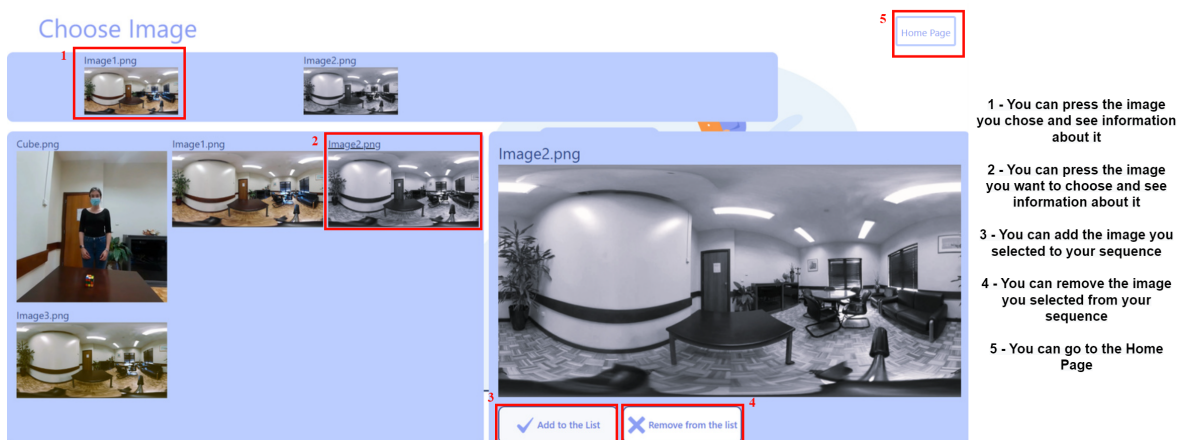 Choose Image
5
Home Page
1
Image1.png
Image2.png
Cube.png
Image1.png
2
Image2.png
Image3.png
Image2.png
3
Add to the List
4
Remove from the list
1 - You can press the image
you chose and see information
about it
2 - You can press the image
you want to choose and see
information about it
3 - You can add the image you
selected to your sequence
4 - You can remove the image
you selected from your
sequence
5 - You can go to the Home
Page